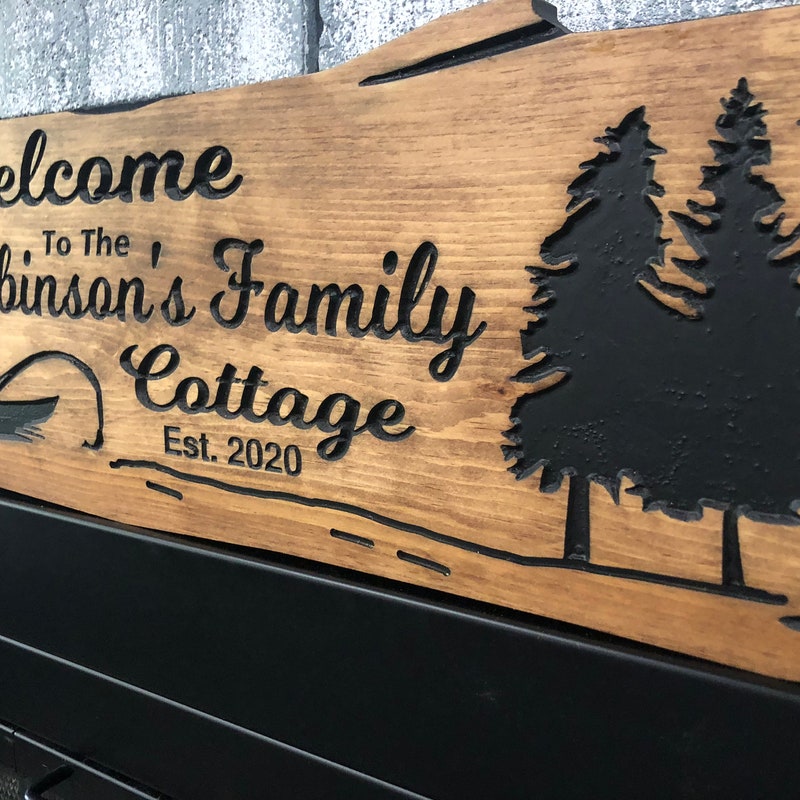 elcome
To The
binson's Family
Cottage
Est. 2020